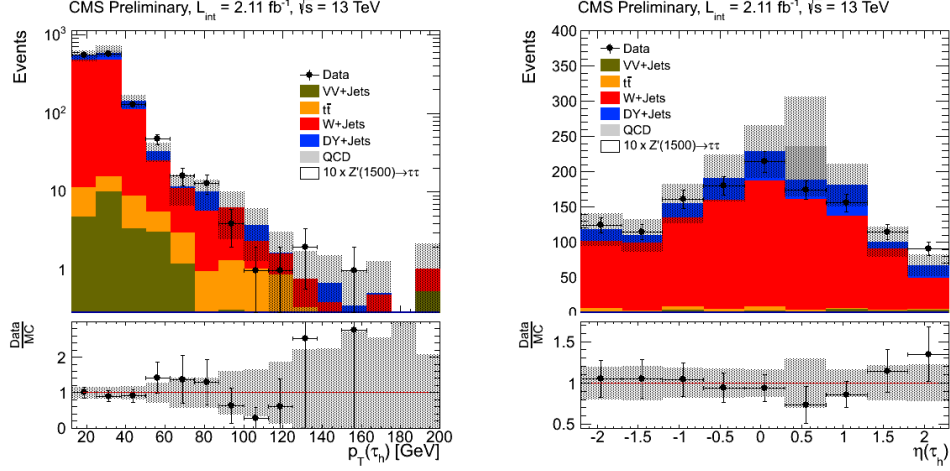 CMS Preliminary, L_int = 2.11 fb⁻¹, √s = 13 TeV
Events
10³
10²
10
1
Data
VV+Jets
tt̄
W+Jets
DY+Jets
QCD
10 x Z'(1500)→ττ
Data
MC
2
1
0
20 40 60 80 100 120 140 160 180 200
p_T(τ_h) [GeV]
CMS Preliminary, L_int = 2.11 fb⁻¹, √s = 13 TeV
Events
400
350
300
250
200
150
100
50
0
Data
VV+Jets
tt̄
W+Jets
DY+Jets
QCD
10 x Z'(1500)→ττ
Data
MC
1.5
1
0.5
-2 -1.5 -1 -0.5 0 0.5 1 1.5 2
η(τ_h)